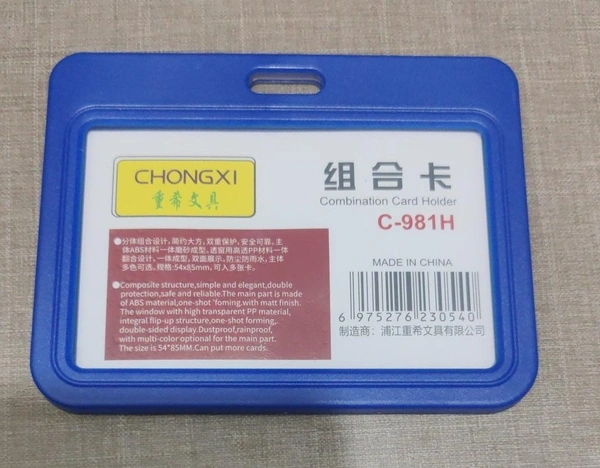 CHONGXI
重希文具
组合卡
Combination Card Holder
C-981H
●分体组合设计,简约大方,双重保护,安全可靠。主
体ABS材料一体磨砂成型,透窗用高透PP材料一体
翻合设计,一体成型,双面展示,防尘防雨水,主体
多色可选。规格:54x85mm,可入多张卡。
●Composite structure,simple and elegant,double
protection,safe and reliable.The main part is made
of ABS material,one-shot 'foming,with matt finish.
The window with high transparent PP material,
integral flip-up structure,one-shot forming,,
double-sided display.Dustproof,rainproof,
with multi-color optional for the main part.
The size is 54*85MM.Can put more cards.
MADE IN CHINA
6 975276 230540
制造商：浦江重希文具有限公司